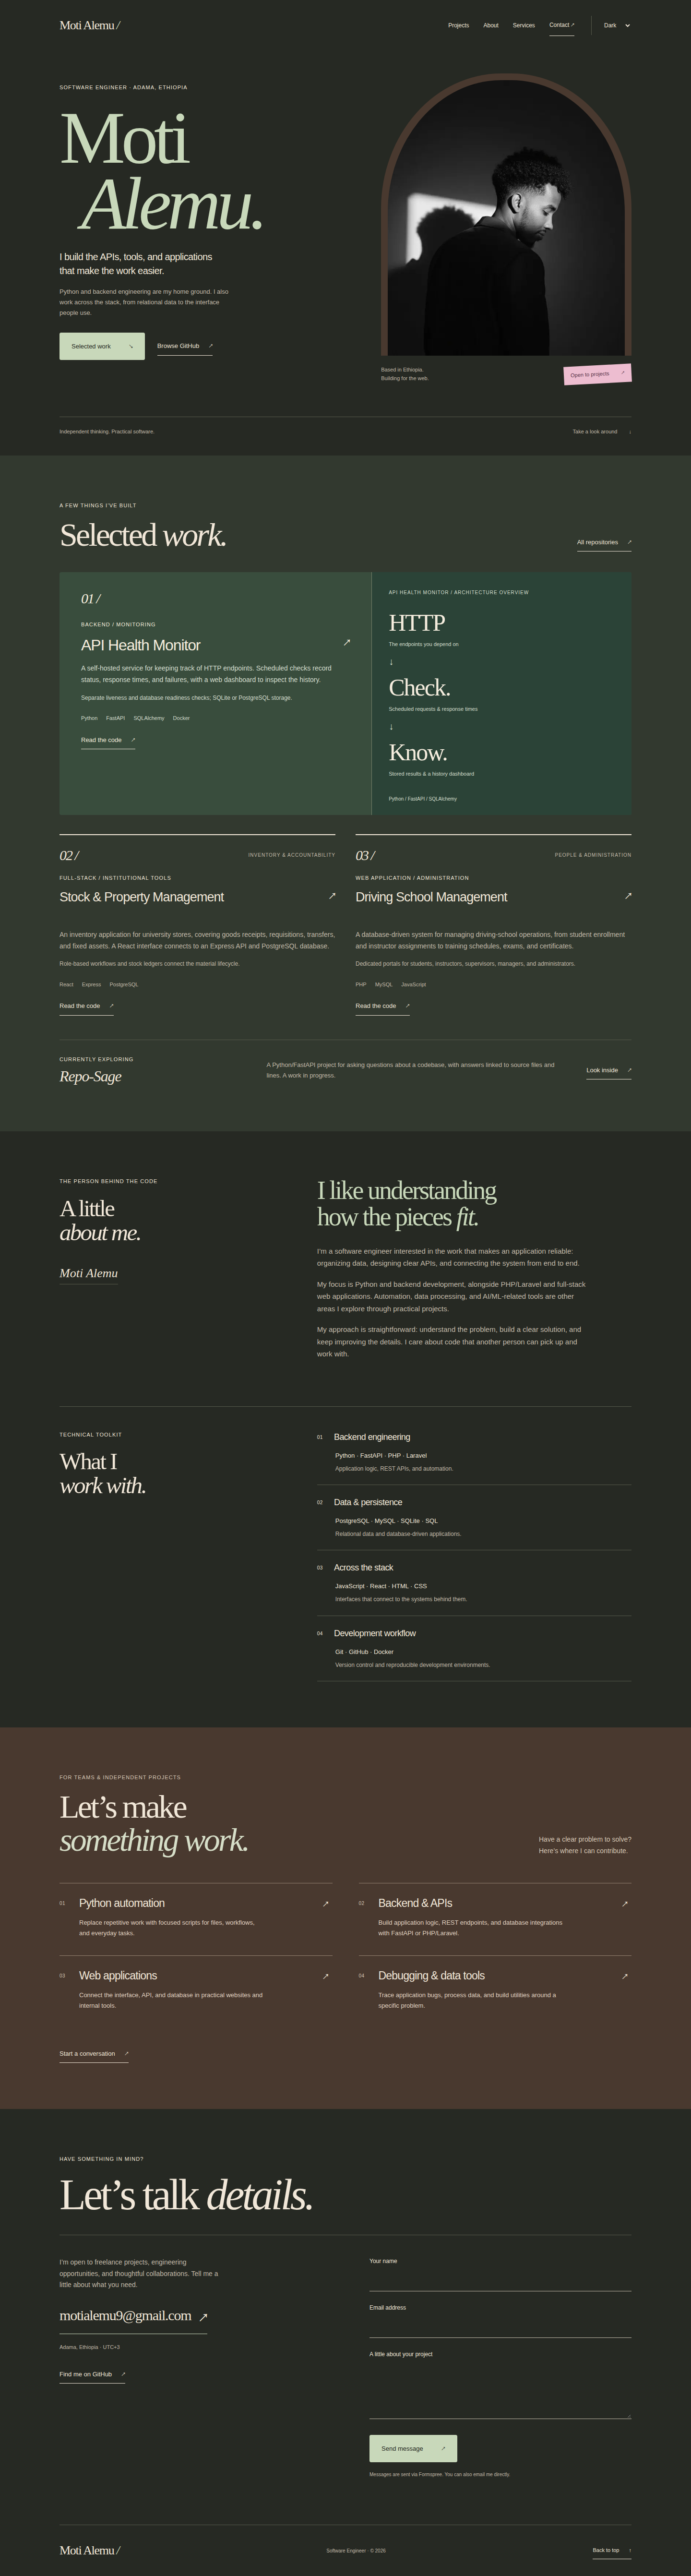 Moti Alemu /
Projects About Services Contact ↗ Dark
SOFTWARE ENGINEER · ADAMA, ETHIOPIA
Moti
Alemu.
I build the APIs, tools, and applications
that make the work easier.
Python and backend engineering are my home ground. I also
work across the stack, from relational data to the interface
people use.
Selected work ↘ Browse GitHub ↗
Based in Ethiopia.
Building for the web.
Open to projects ↗
Independent thinking. Practical software.
Take a look around ↓
A FEW THINGS I'VE BUILT
Selected work.
All repositories ↗
01 /
BACKEND / MONITORING
API Health Monitor ↗
A self-hosted service for keeping track of HTTP endpoints. Scheduled checks record
status, response times, and failures, with a web dashboard to inspect the history.
Separate liveness and database readiness checks; SQLite or PostgreSQL storage.
Python FastAPI SQLAlchemy Docker
Read the code ↗
API HEALTH MONITOR / ARCHITECTURE OVERVIEW
HTTP
The endpoints you depend on
↓
Check.
Scheduled requests & response times
↓
Know.
Stored results & a history dashboard
Python / FastAPI / SQLAlchemy
02 / INVENTORY & ACCOUNTABILITY
FULL-STACK / INSTITUTIONAL TOOLS
Stock & Property Management ↗
An inventory application for university stores, covering goods receipts, requisitions, transfers,
and fixed assets. A React interface connects to an Express API and PostgreSQL database.
Role-based workflows and stock ledgers connect the material lifecycle.
React Express PostgreSQL
Read the code ↗
03 / PEOPLE & ADMINISTRATION
WEB APPLICATION / ADMINISTRATION
Driving School Management ↗
A database-driven system for managing driving-school operations, from student enrollment
and instructor assignments to training schedules, exams, and certificates.
Dedicated portals for students, instructors, supervisors, managers, and administrators.
PHP MySQL JavaScript
Read the code ↗
CURRENTLY EXPLORING
Repo-Sage
A Python/FastAPI project for asking questions about a codebase, with answers linked to source files and
lines. A work in progress.
Look inside ↗
THE PERSON BEHIND THE CODE
A little
about me.
Moti Alemu
I like understanding
how the pieces fit.
I'm a software engineer interested in the work that makes an application reliable:
organizing data, designing clear APIs, and connecting the system from end to end.
My focus is Python and backend development, alongside PHP/Laravel and full-stack
web applications. Automation, data processing, and AI/ML-related tools are other
areas I explore through practical projects.
My approach is straightforward: understand the problem, build a clear solution, and
keep improving the details. I care about code that another person can pick up and
work with.
TECHNICAL TOOLKIT
What I
work with.
01 Backend engineering
Python · FastAPI · PHP · Laravel
Application logic, REST APIs, and automation.
02 Data & persistence
PostgreSQL · MySQL · SQLite · SQL
Relational data and database-driven applications.
03 Across the stack
JavaScript · React · HTML · CSS
Interfaces that connect to the systems behind them.
04 Development workflow
Git · GitHub · Docker
Version control and reproducible development environments.
FOR TEAMS & INDEPENDENT PROJECTS
Let's make
something work.
Have a clear problem to solve?
Here's where I can contribute.
01 Python automation ↗
Replace repetitive work with focused scripts for files, workflows,
and everyday tasks.
02 Backend & APIs ↗
Build application logic, REST endpoints, and database integrations
with FastAPI or PHP/Laravel.
03 Web applications ↗
Connect the interface, API, and database in practical websites and
internal tools.
04 Debugging & data tools ↗
Trace application bugs, process data, and build utilities around a
specific problem.
Start a conversation ↗
HAVE SOMETHING IN MIND?
Let's talk details.
I'm open to freelance projects, engineering
opportunities, and thoughtful collaborations. Tell me a
little about what you need.
motialemu9@gmail.com ↗
Adama, Ethiopia · UTC+3
Find me on GitHub ↗
Your name
Email address
A little about your project
Send message ↗
Messages are sent via Formspree. You can also email me directly.
Moti Alemu /
Software Engineer · © 2026
Back to top ↑